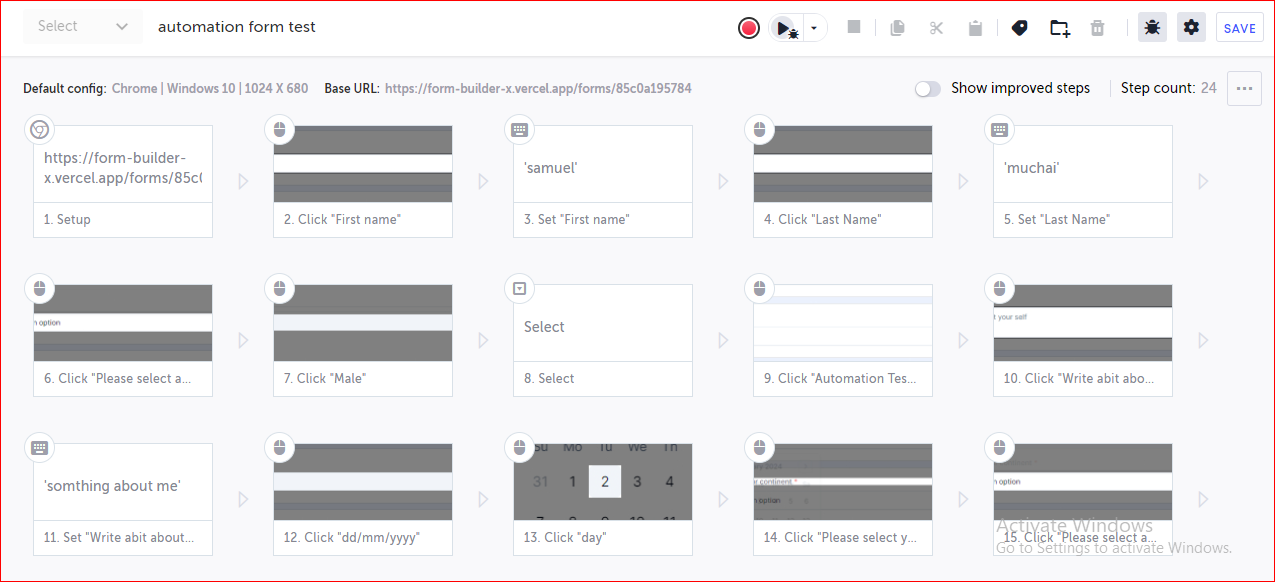 Select
automation form test
SAVE
Default config: Chrome | Windows 10 | 1024 X 680 Base URL: https://form-builder-x.vercel.app/forms/85c0a195784
Show improved steps
Step count: 24
https://form-builder-
x.vercel.app/forms/85c0
1. Setup
2. Click "First name"
'samuel'
3. Set "First name"
4. Click "Last Name"
'muchai'
5. Set "Last Name"
n option
6. Click "Please select a...
7. Click "Male"
Select
8. Select
9. Click "Automation Tes...
t your self
10. Click "Write abit abo...
'somthing about me'
11. Set "Write abit about...
12. Click "dd/mm/yyyy"
Su Mo Tu We Th
31 1 2 3 4
7 8 9 10 11
13. Click "day"
r continent *
n option
14. Click "Please select y...
n option
15. Click "Please select a...
Activate Windows
Go to Settings to activate Windows.